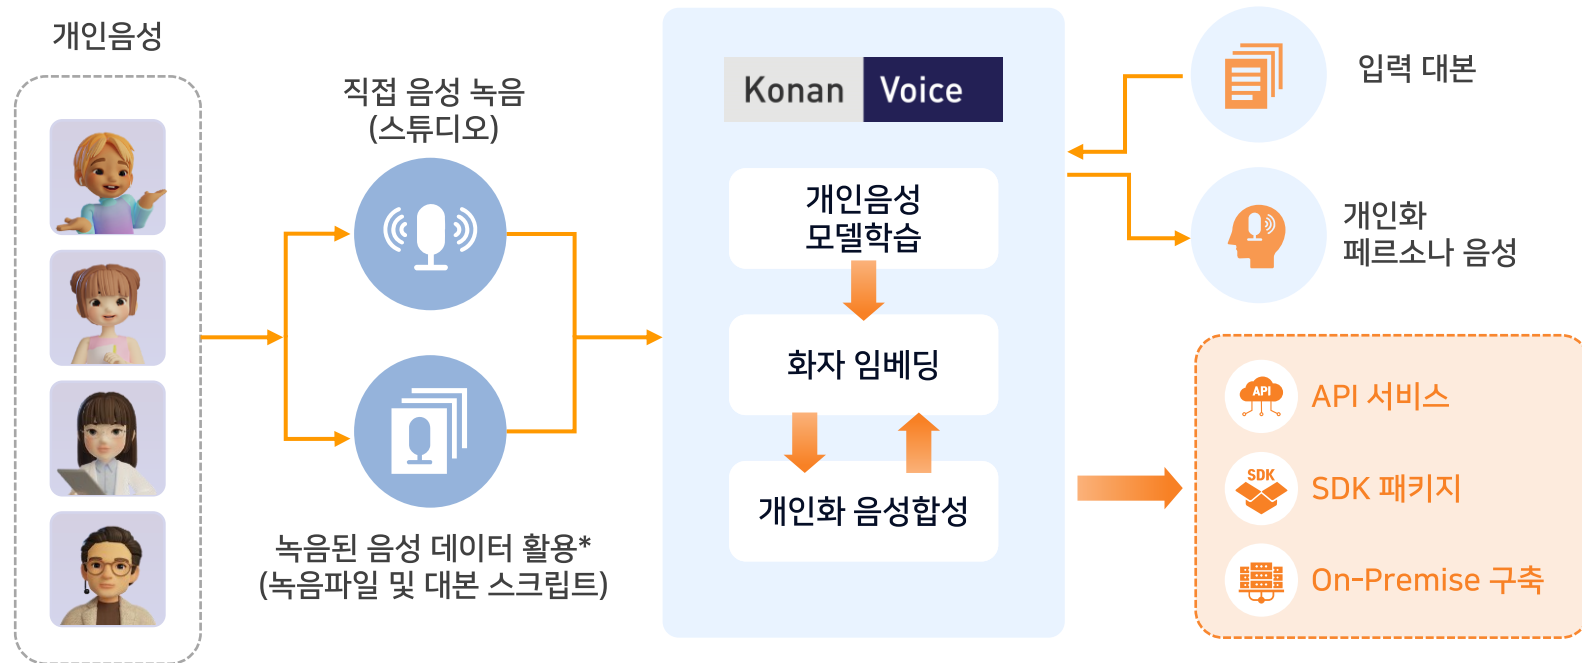 개인음성
직접 음성 녹음
(스튜디오)
녹음된 음성 데이터 활용*
(녹음파일 및 대본 스크립트)
Konan Voice
개인음성
모델학습
화자 임베딩
개인화 음성합성
입력 대본
개인화
페르소나 음성
API
API 서비스
SDK
SDK 패키지
On-Premise 구축